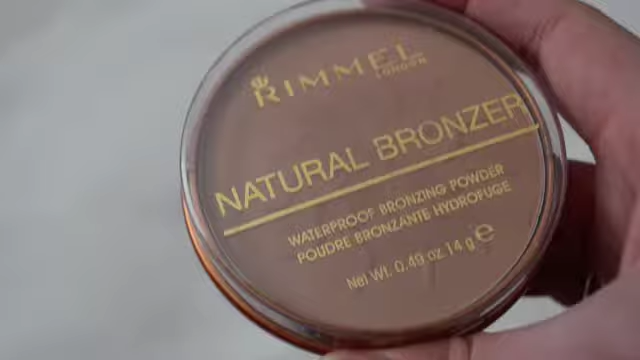 RIMMEL
LONDON
NATURAL BRONZER
WATERPROOF BRONZING POWDER
POUDRE BRONZANTE HYDROFUGE
Net Wt. 0.49 oz 14 g e